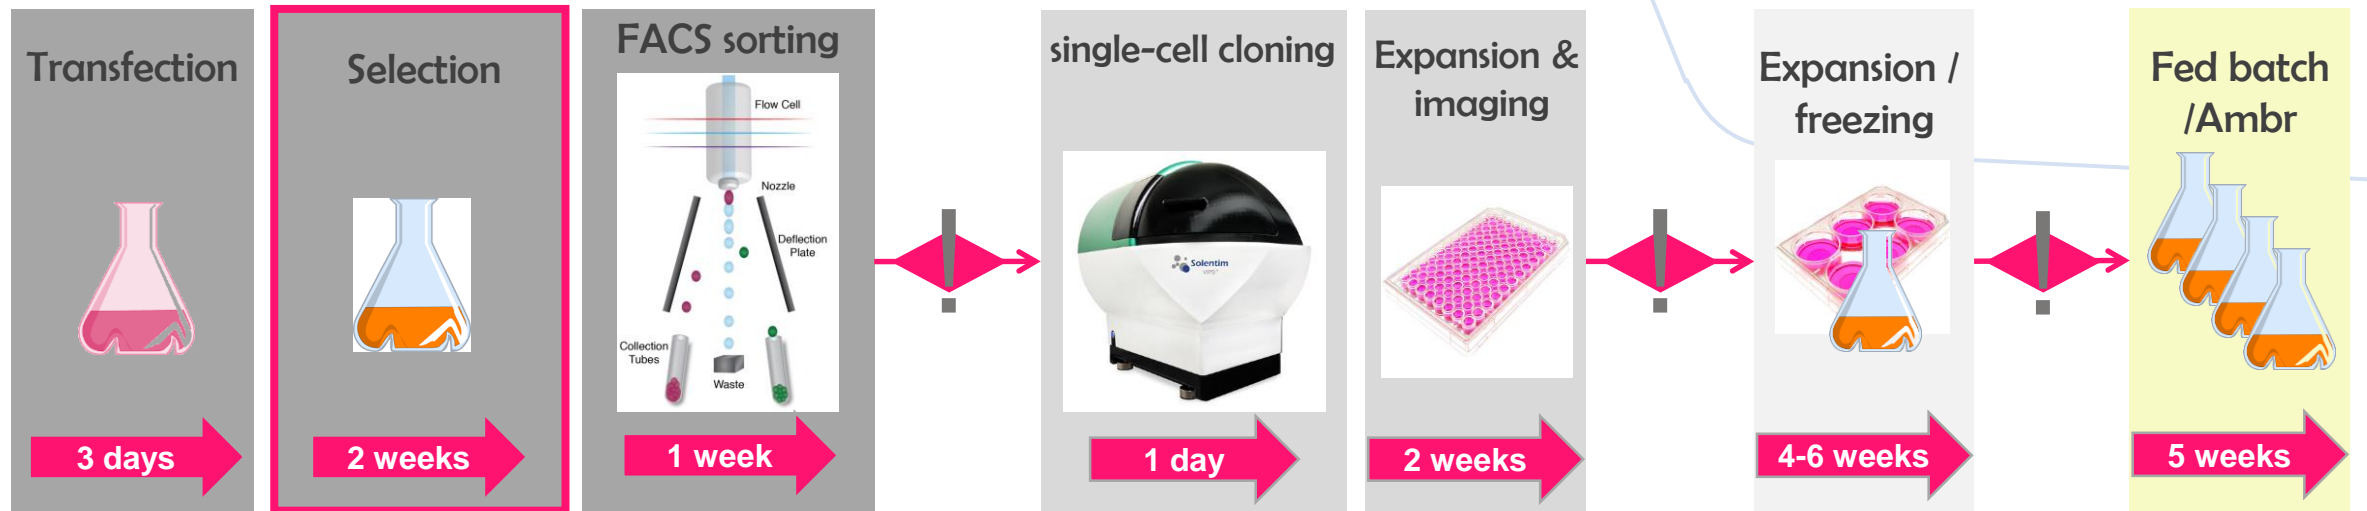 Transfection
3 days
Selection
2 weeks
FACS sorting
Flow Cell
Nozzle
Deflection
Plate
Collection
Tubes
Waste
1 week
!
single-cell cloning
Solentim
VIPS™
1 day
Expansion &
imaging
2 weeks
!
Expansion /
freezing
4-6 weeks
!
Fed batch
/Ambr
5 weeks